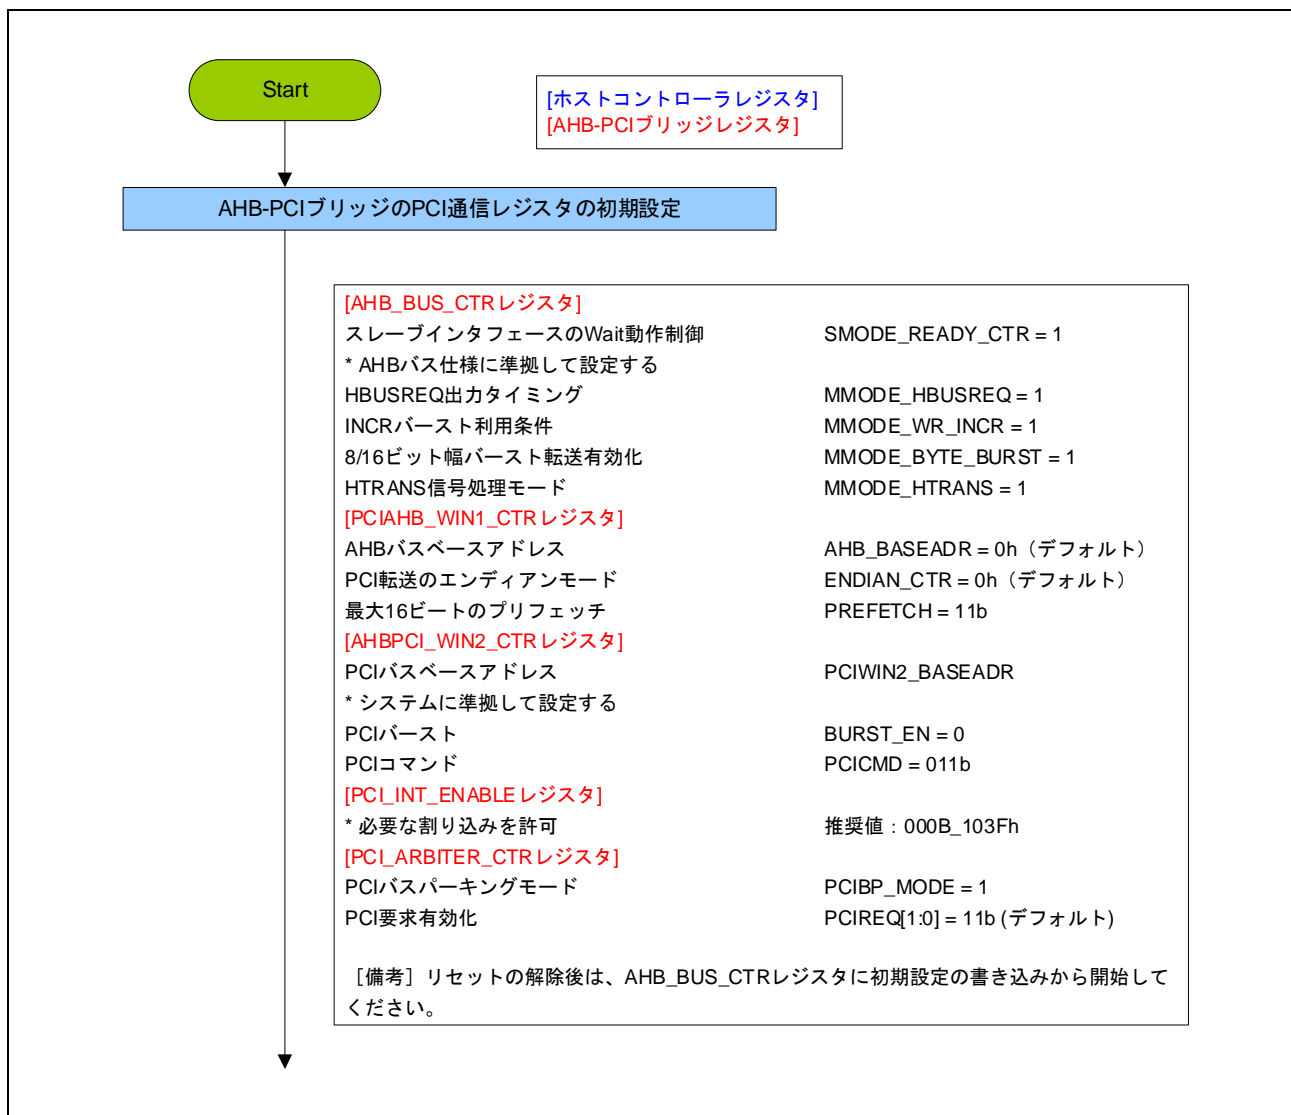 Start
[ホストコントローラレジスタ]
[AHB-PCIブリッジレジスタ]
AHB-PCIブリッジのPCI通信レジスタの初期設定
[AHB_BUS_CTRレジスタ]
スレーブインタフェースのWait動作制御 SMODE_READY_CTR = 1
* AHBバス仕様に準拠して設定する
HBUSREQ出力タイミング MMODE_HBUSREQ = 1
INCRバースト利用条件 MMODE_WR_INCR = 1
8/16ビット幅バースト転送有効化 MMODE_BYTE_BURST = 1
HTRANS信号処理モード MMODE_HTRANS = 1
[PCIAHB_WIN1_CTRレジスタ]
AHBバスベースアドレス AHB_BASEADR = 0h（デフォルト）
PCI転送のエンディアンモード ENDIAN_CTR = 0h（デフォルト）
最大16ビートのプリフェッチ PREFETCH = 11b
[AHBPCI_WIN2_CTRレジスタ]
PCIバスベースアドレス PCIWIN2_BASEADR
* システムに準拠して設定する
PCIバースト BURST_EN = 0
PCIコマンド PCICMD = 011b
[PCI_INT_ENABLEレジスタ]
* 必要な割り込みを許可 推奨値：000B_103Fh
[PCI_ARBITER_CTRレジスタ]
PCIバスパーキングモード PCIBP_MODE = 1
PCI要求有効化 PCIREQ[1:0] = 11b (デフォルト)
［備考］リセットの解除後は、AHB_BUS_CTRレジスタに初期設定の書き込みから開始して
ください。